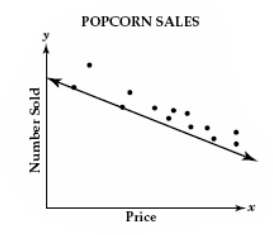 POPCORN SALES
y
Number Sold
x
Price